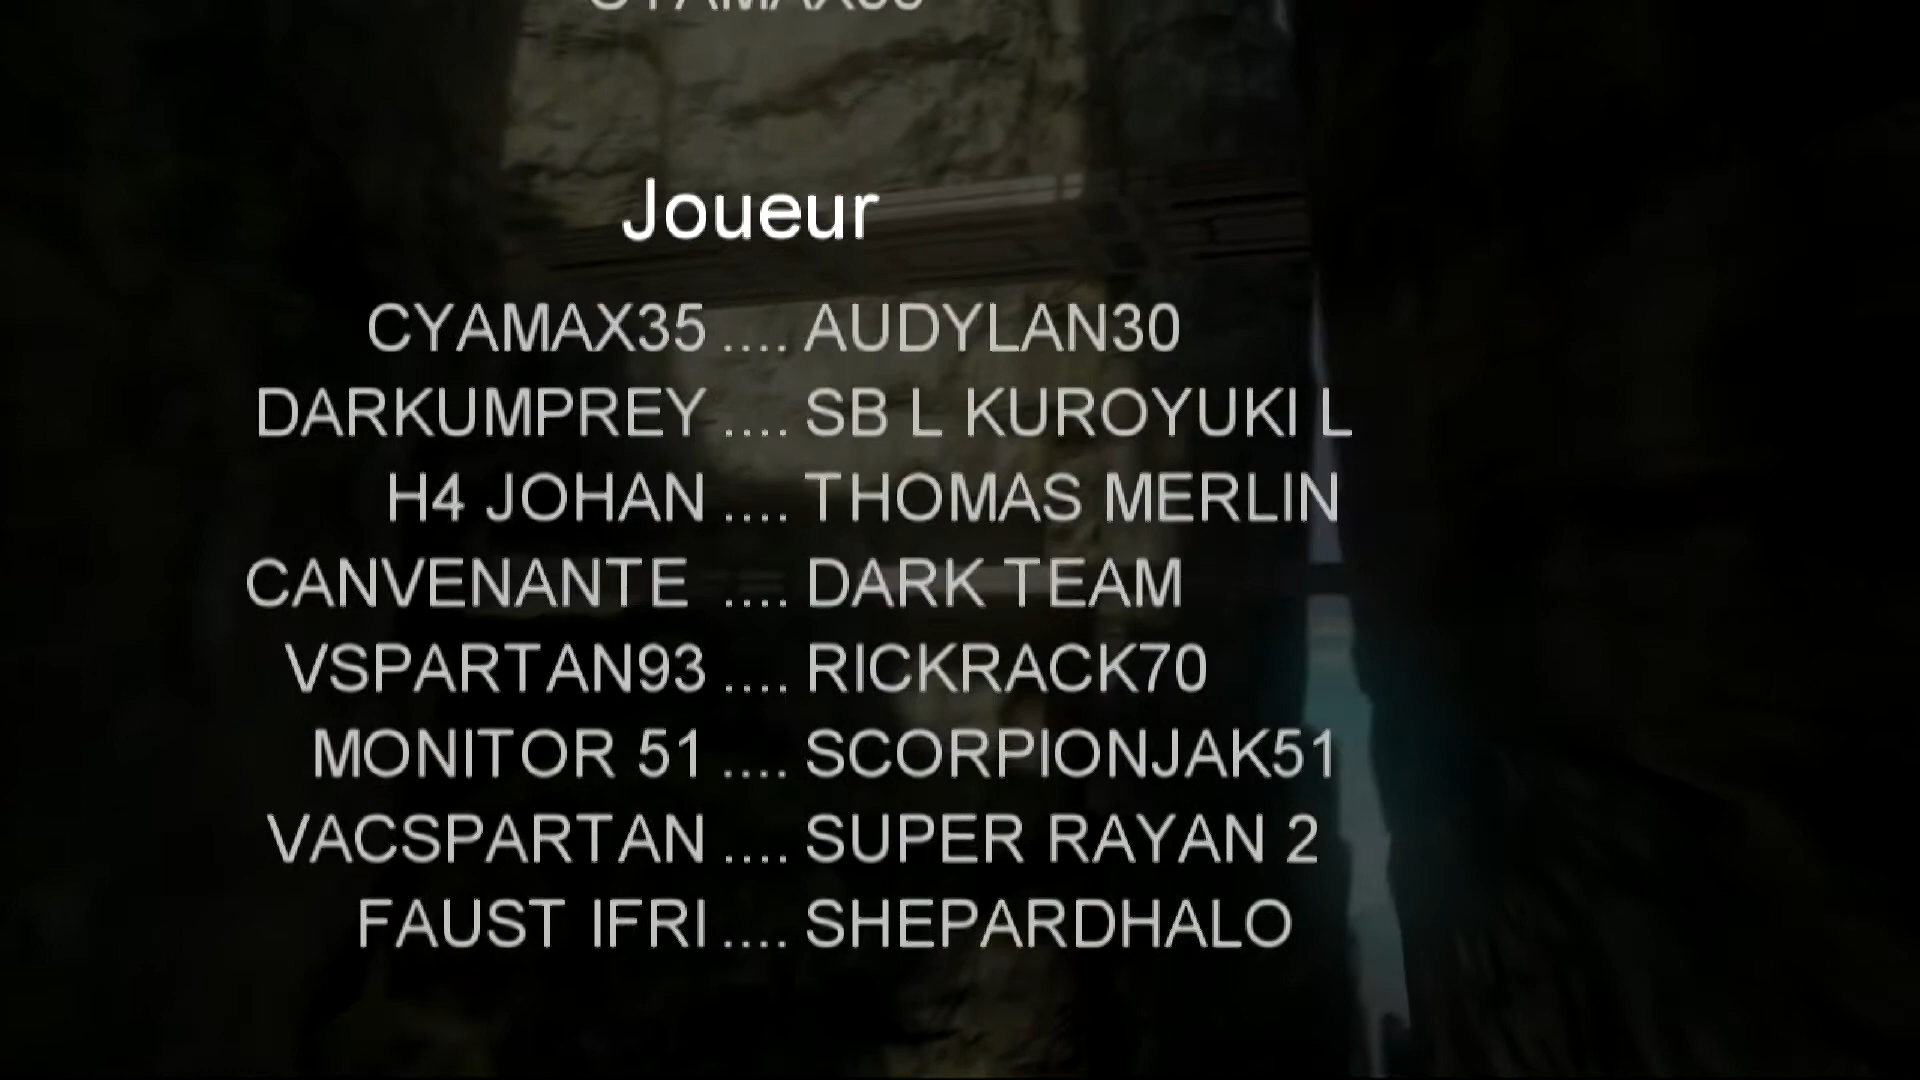 CYAMAX35
Joueur
CYAMAX35 .... AUDYLAN30
DARKUMPREY .... SB L KUROYUKI L
H4 JOHAN .... THOMAS MERLIN
CANVENANTE .... DARK TEAM
VSPARTAN93 .... RICKRACK70
MONITOR 51 .... SCORPIONJAK51
VACSPARTAN .... SUPER RAYAN 2
FAUST IFRI .... SHEPARDHALO